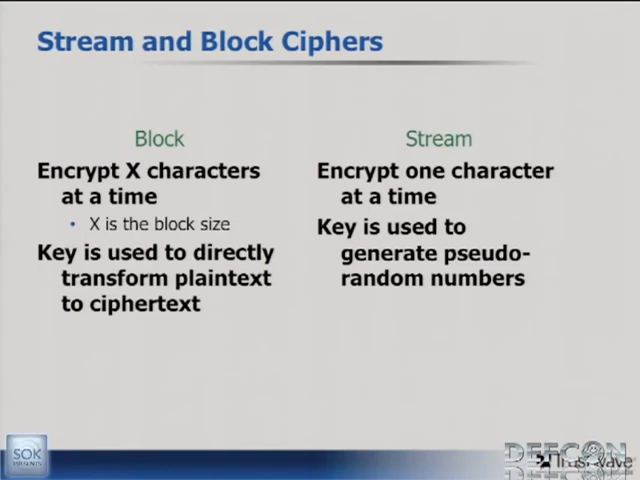 Stream and Block Ciphers
Block
Encrypt X characters
at a time
• X is the block size
Key is used to directly
transform plaintext
to ciphertext
Stream
Encrypt one character
at a time
Key is used to
generate pseudo-
random numbers
SOK
DEFCON
Trustwave